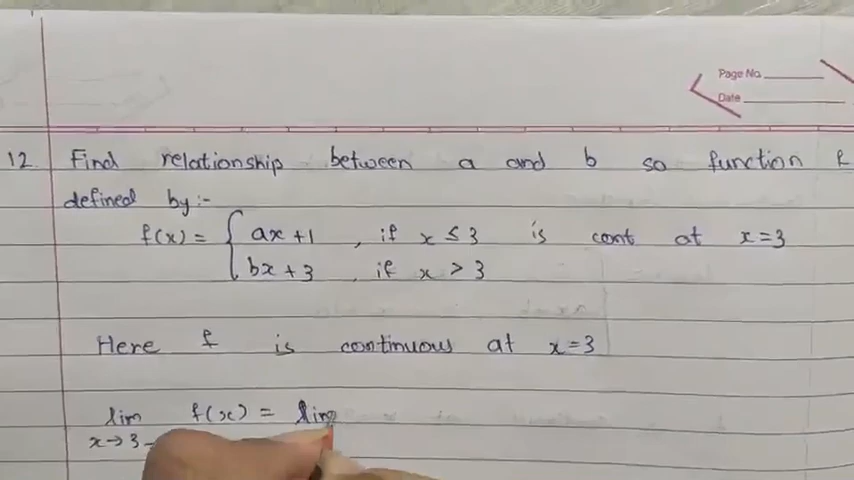 Page No.
Date
12. Find relationship between a and b so function f
defined by:-
f(x) = { ax + 1 , if x ≤ 3 is cont at x = 3
bx + 3 , if x > 3
Here f is continuous at x = 3
lim f(x) = lim
x → 3 -